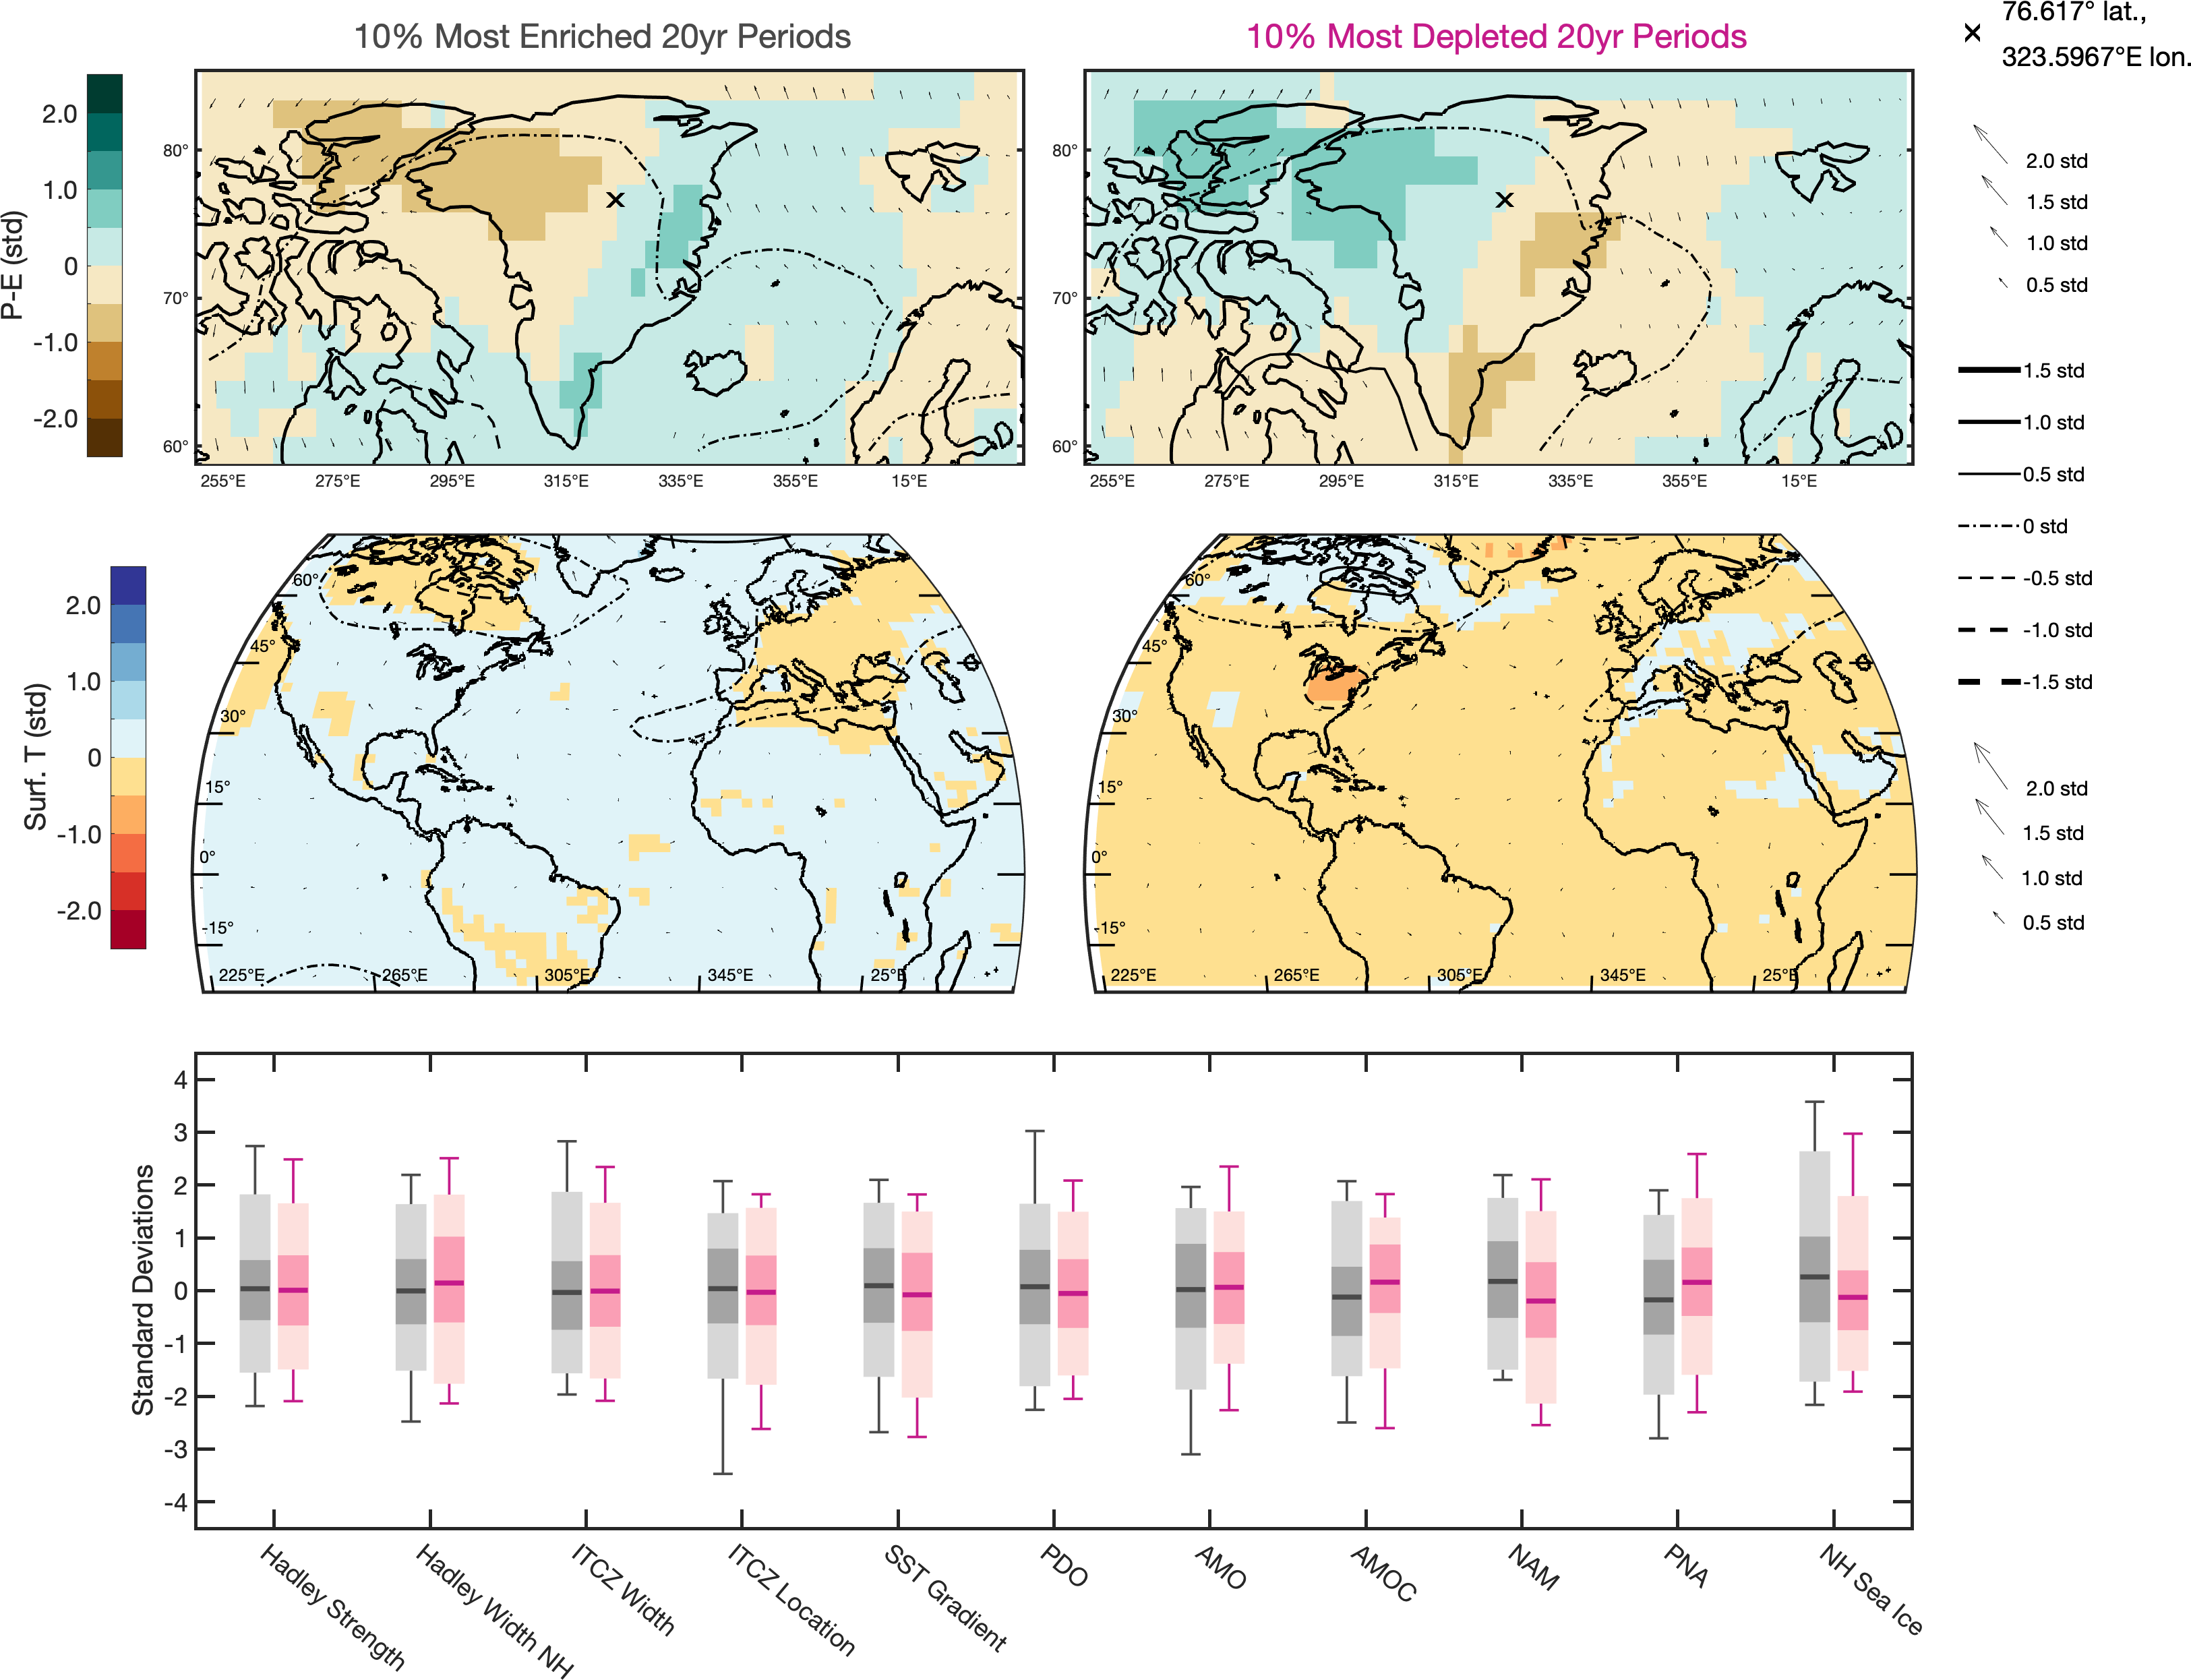 10% Most Enriched 20yr Periods
10% Most Depleted 20yr Periods
76.617° lat.,
323.5967°E lon.
P-E (std)
2.0
1.0
0
-1.0
-2.0
80°
70°
60°
255°E 275°E 295°E 315°E 335°E 355°E 15°E
80°
70°
60°
255°E 275°E 295°E 315°E 335°E 355°E 15°E
2.0 std
1.5 std
1.0 std
0.5 std
1.5 std
1.0 std
0.5 std
0 std
-0.5 std
-1.0 std
-1.5 std
Surf. T (std)
2.0
1.0
0
-1.0
-2.0
60°
45°
30°
15°
0°
-15°
225°E 265°E 305°E 345°E 25°E
60°
45°
30°
15°
0°
-15°
225°E 265°E 305°E 345°E 25°E
2.0 std
1.5 std
1.0 std
0.5 std
Standard Deviations
4
3
2
1
0
-1
-2
-3
-4
Hadley Strength
Hadley Width NH
ITCZ Width
ITCZ Location
SST Gradient
PDO
AMO
AMOC
NAM
PNA
NH Sea Ice